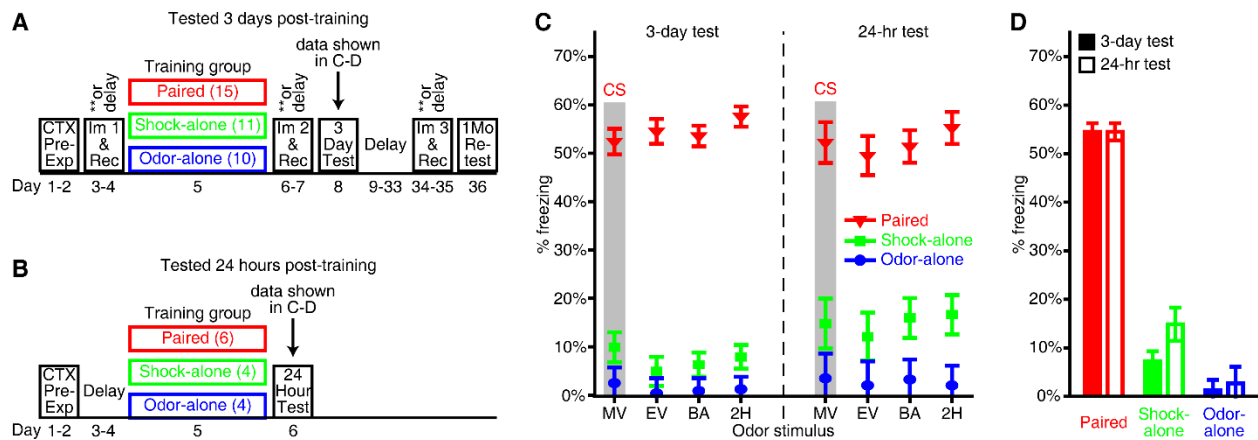 A
Tested 3 days post-training
data shown
in C-D
Training group
Paired (15)
Shock-alone (11)
Odor-alone (10)
CTX
Pre-
Exp
**or
delay
Im 1
& Rec
**or
delay
Im 2
& Rec
3
Day
Test
Delay
**or
delay
Im 3
& Rec
1Mo
Re-
test
Day 1-2 3-4 5 6-7 8 9-33 34-35 36
B
Tested 24 hours post-training
data shown
in C-D
Training group
Paired (6)
Shock-alone (4)
Odor-alone (4)
CTX
Pre-
Exp
Delay
24
Hour
Test
Day 1-2 3-4 5 6
C
3-day test
24-hr test
% freezing
70%
60%
50%
40%
30%
20%
10%
0%
CS
CS
Paired
Shock-alone
Odor-alone
MV EV BA 2H MV EV BA 2H
Odor stimulus
D
3-day test
24-hr test
% freezing
70%
60%
50%
40%
30%
20%
10%
0%
Paired
Shock-
alone
Odor-
alone